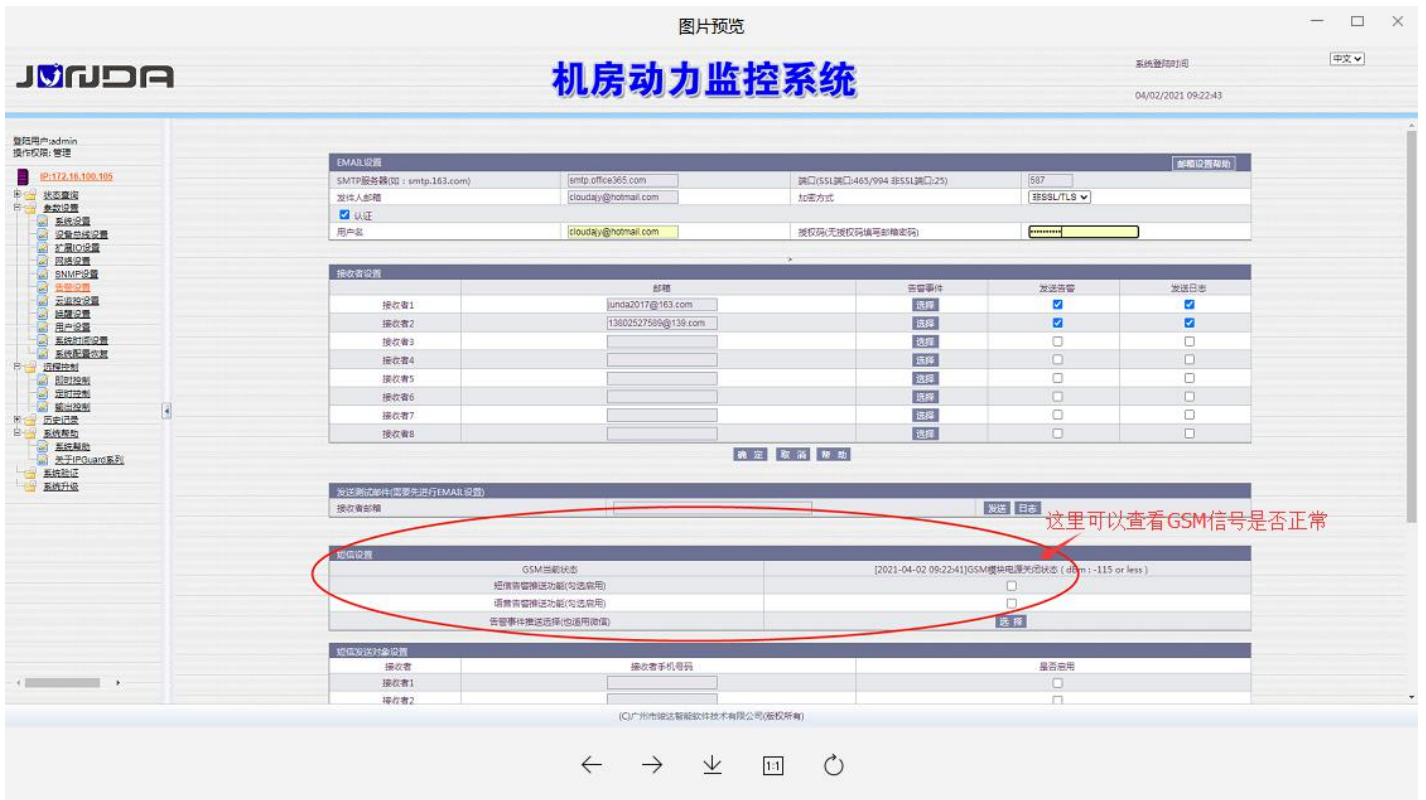 图片预览
JUNDA
机房动力监控系统
系统登陆时间
中文
04/02/2021 09:22:43
登陆用户:admin
操作权限: 管理
IP:172.16.100.105
状态查询
参数设置
系统设置
设备总线设置
扩展IO设置
网络设置
SNMP设置
告警设置
云监控设置
短信设置
用户设置
系统时间设置
系统配置恢复
远程控制
即时控制
定时控制
输出控制
历史记录
系统帮助
系统帮助
关于IPGuard系列
系统验证
系统升级
EMAIL设置 邮箱设置帮助
SMTP服务器(如 : smtp.163.com) smtp.office365.com 端口(SSL端口:465/994 非SSL端口:25) 587
发件人邮箱 cloudajy@hotmail.com 加密方式 非SSL/TLS
认证
用户名 cloudajy@hotmail.com 授权码(无授权码填写邮箱密码) ••••••••••
>
接收者设置
邮箱 告警事件 发送告警 发送日志
接收者1 junda2017@163.com 选择
接收者2 13802527589@139.com 选择
接收者3 选择
接收者4 选择
接收者5 选择
接收者6 选择
接收者7 选择
接收者8 选择
确 定 取 消 帮 助
发送测试邮件(需要先进行EMAIL设置)
接收者邮箱 发送 日志
这里可以查看GSM信号是否正常
短信设置
GSM当前状态 [2021-04-02 09:22:41]GSM模块电源关闭状态 ( dBm : -115 or less )
短信告警推送功能(勾选启用)
语音告警推送功能(勾选启用)
告警事件推送选择(也适用微信) 选 择
短信发送对象设置
接收者 接收者手机号码 是否启用
接收者1
接收者2
(C)广州市竣达智能软件技术有限公司(版权所有)
1:1